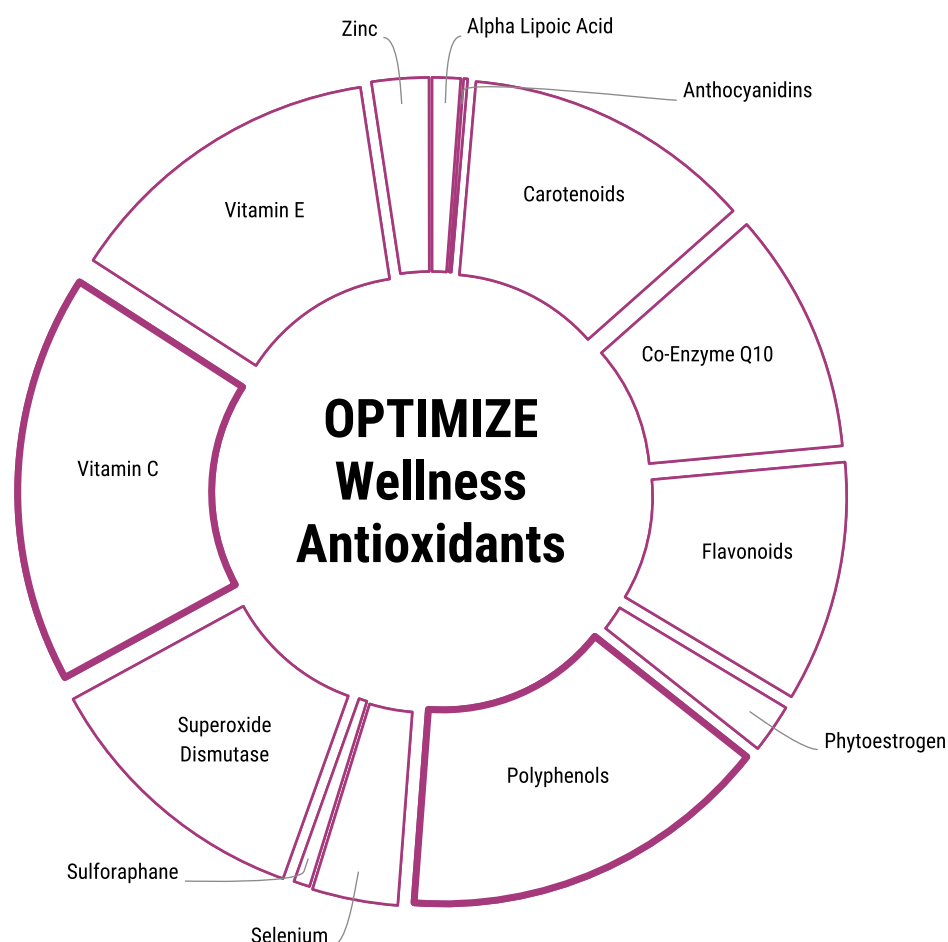 Zinc
Alpha Lipoic Acid
Anthocyanidins
Carotenoids
Vitamin E
Co-Enzyme Q10
OPTIMIZE
Wellness
Antioxidants
Vitamin C
Flavonoids
Superoxide
Dismutase
Phytoestrogen
Polyphenols
Sulforaphane
Selenium